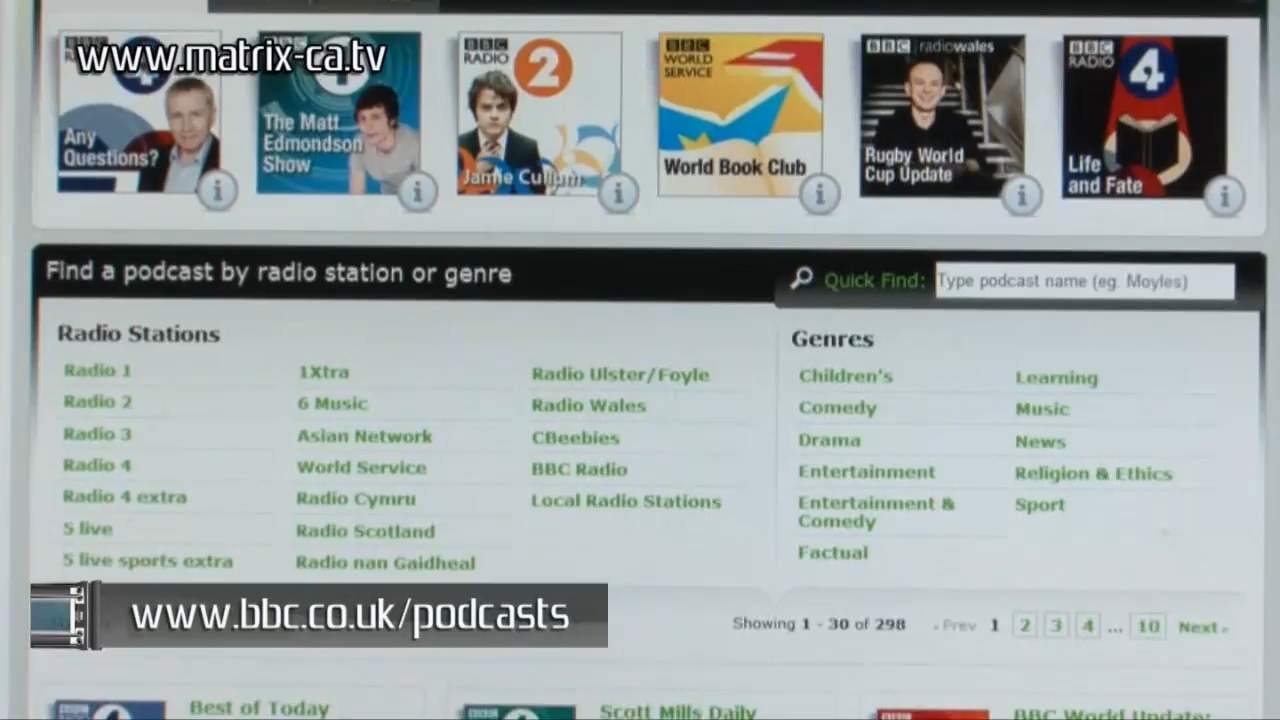 www.matrix-ca.tv
BBC
Any
Questions?
The Matt
Edmondson
Show
BBC
RADIO
2
Jamie Cullum
BBC
WORLD
SERVICE
World Book Club
BBC radiowales
Rugby World
Cup Update
BBC
RADIO
4
Life
and Fate
Find a podcast by radio station or genre
Quick Find: Type podcast name (eg. Moyles)
Radio Stations
Radio 1
Radio 2
Radio 3
Radio 4
Radio 4 extra
5 live
5 live sports extra
1Xtra
6 Music
Asian Network
World Service
Radio Cymru
Radio Scotland
Radio nan Gaidheal
Radio Ulster/Foyle
Radio Wales
CBeebies
BBC Radio
Local Radio Stations
Genres
Children's
Comedy
Drama
Entertainment
Entertainment &
Comedy
Factual
Learning
Music
News
Religion & Ethics
Sport
www.bbc.co.uk/podcasts
Showing 1 - 30 of 298 « Prev 1 2 3 4 ... 10 Next »
Best of Today
Scott Mills Daily
BBC World Update: